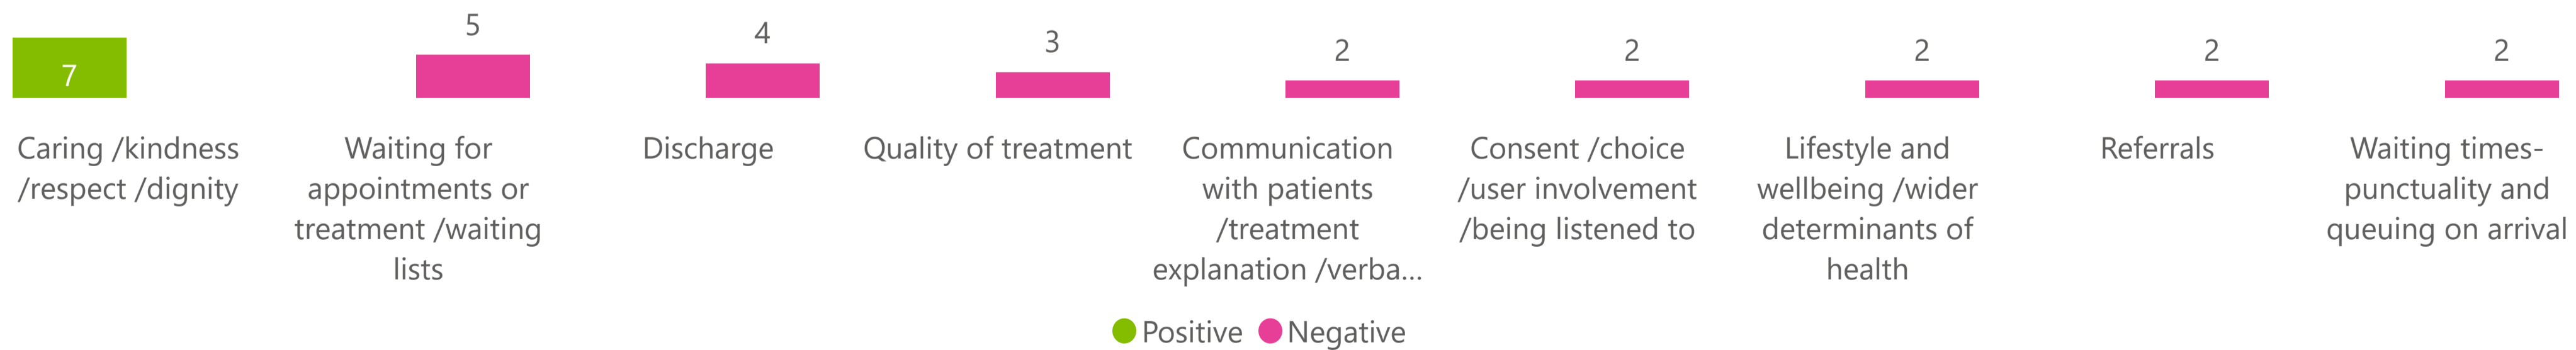 7
5
4
3
2
2
2
2
2
Caring /kindness
/respect /dignity
Waiting for
appointments or
treatment /waiting
lists
Discharge
Quality of treatment
Communication
with patients
/treatment
explanation /verba...
Consent /choice
/user involvement
/being listened to
Lifestyle and
wellbeing /wider
determinants of
health
Referrals
Waiting times-
punctuality and
queuing on arrival
Positive
Negative